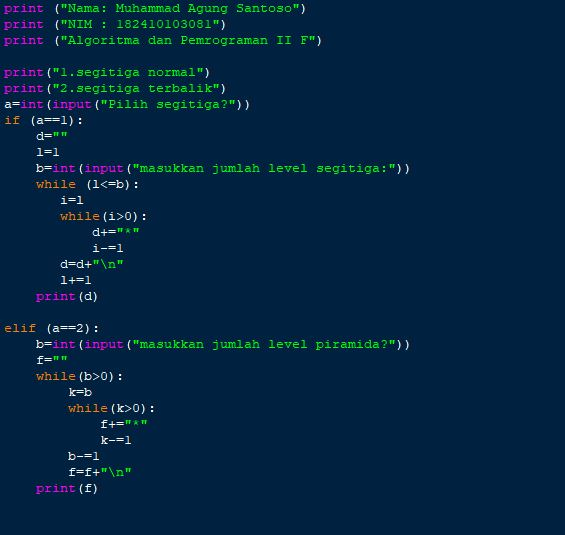 print ("Nama: Muhammad Agung Santoso")
print ("NIM : 182410103081")
print ("Algoritma dan Pemrograman II F")

print("1.segitiga normal")
print("2.segitiga terbalik")
a=int(input("Pilih segitiga?"))
if (a==1):
    d=""
    l=1
    b=int(input("masukkan jumlah level segitiga:"))
    while (l<=b):
       i=l
       while(i>0):
           d+="*"
           i-=1
       d=d+"\n"
       l+=1
    print(d)

elif (a==2):
    b=int(input("masukkan jumlah level piramida?"))
    f=""
    while(b>0):
        k=b
        while(k>0):
            f+="*"
            k-=1
        b-=1
        f=f+"\n"
    print(f)